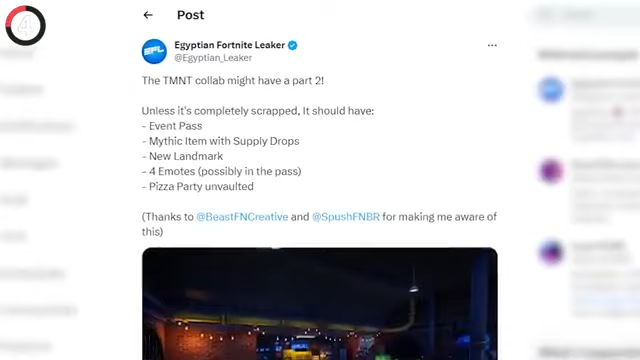 4
Post
EFL
Egyptian Fortnite Leaker
@Egyptian_Leaker
The TMNT collab might have a part 2!
Unless it's completely scrapped, It should have:
- Event Pass
- Mythic Item with Supply Drops
- New Landmark
- 4 Emotes (possibly in the pass)
- Pizza Party unvaulted
(Thanks to @BeastFNCreative and @SpushFNBR for making me aware of
this)